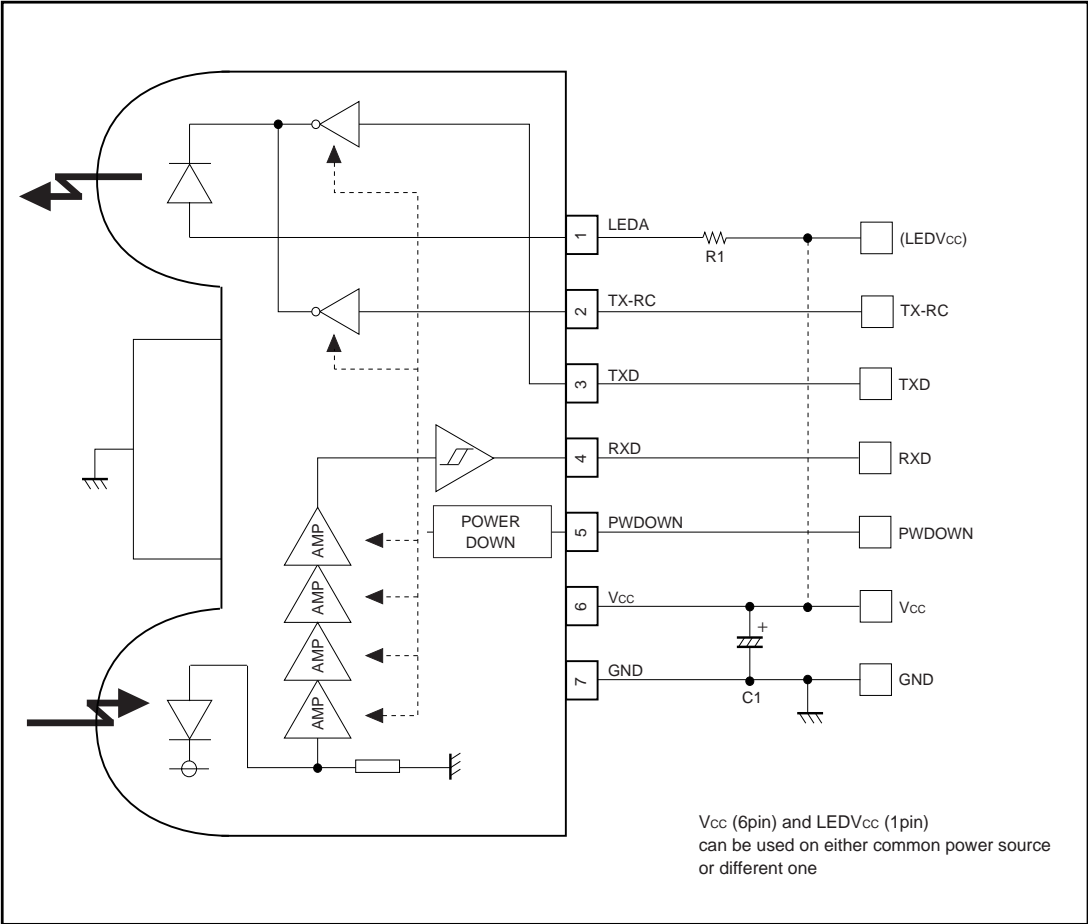 1
LEDA
R1
(LEDVcc)
2
TX-RC
TX-RC
3
TXD
TXD
4
RXD
RXD
AMP
AMP
AMP
AMP
POWER
DOWN
5
PWDOWN
PWDOWN
6
Vcc
+
Vcc
7
GND
C1
GND
Vcc (6pin) and LEDVcc (1pin)
can be used on either common power source
or different one